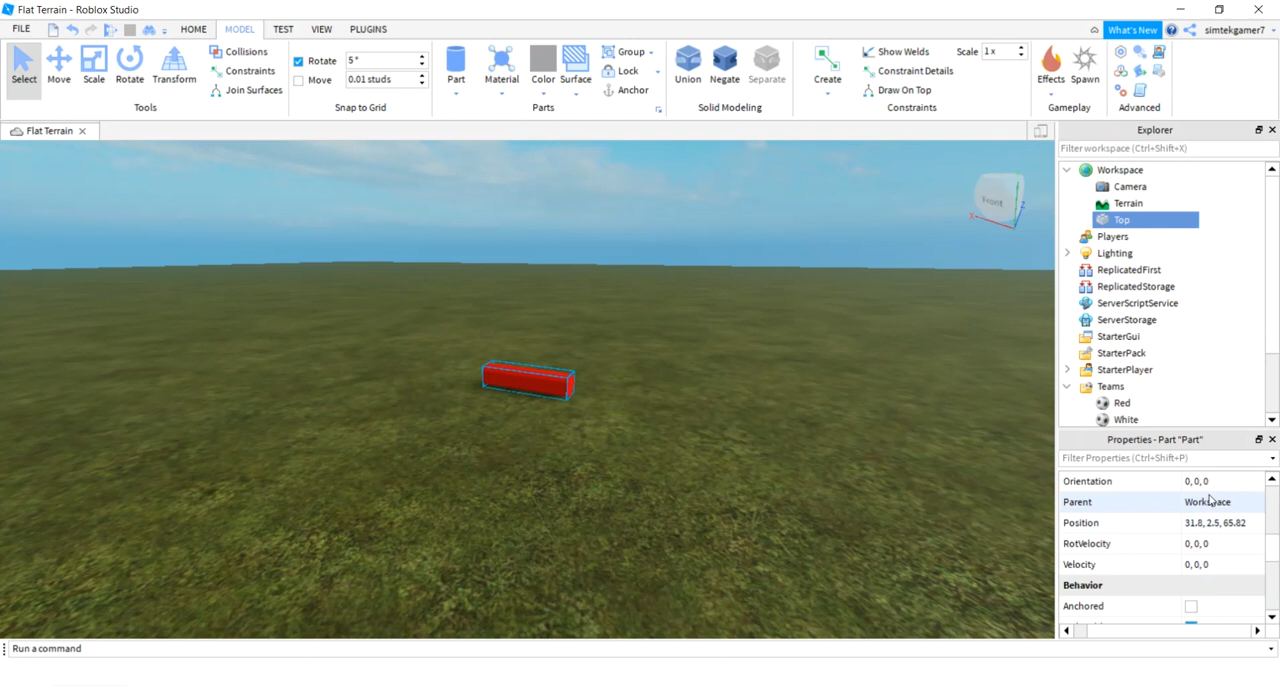 Flat Terrain - Roblox Studio
FILE HOME MODEL TEST VIEW PLUGINS What's New simtekgamer7
Select Move Scale Rotate Transform
Collisions
Constraints
Join Surfaces
Tools
Rotate 5 °
Move 0.01 studs
Snap to Grid
Part Material Color Surface
Group
Lock
Anchor
Parts
Union Negate Separate
Solid Modeling
Create
Show Welds Scale 1 x
Constraint Details
Draw On Top
Constraints
Effects Spawn
Gameplay
Advanced
Flat Terrain
Front
X
Z
Explorer
Filter workspace (Ctrl+Shift+X)
Workspace
Camera
Terrain
Top
Players
Lighting
ReplicatedFirst
ReplicatedStorage
ServerScriptService
ServerStorage
StarterGui
StarterPack
StarterPlayer
Teams
Red
White
Properties - Part "Part"
Filter Properties (Ctrl+Shift+P)
Orientation 0, 0, 0
Parent Workspace
Position 31.8, 2.5, 65.82
RotVelocity 0, 0, 0
Velocity 0, 0, 0
Behavior
Anchored
Run a command